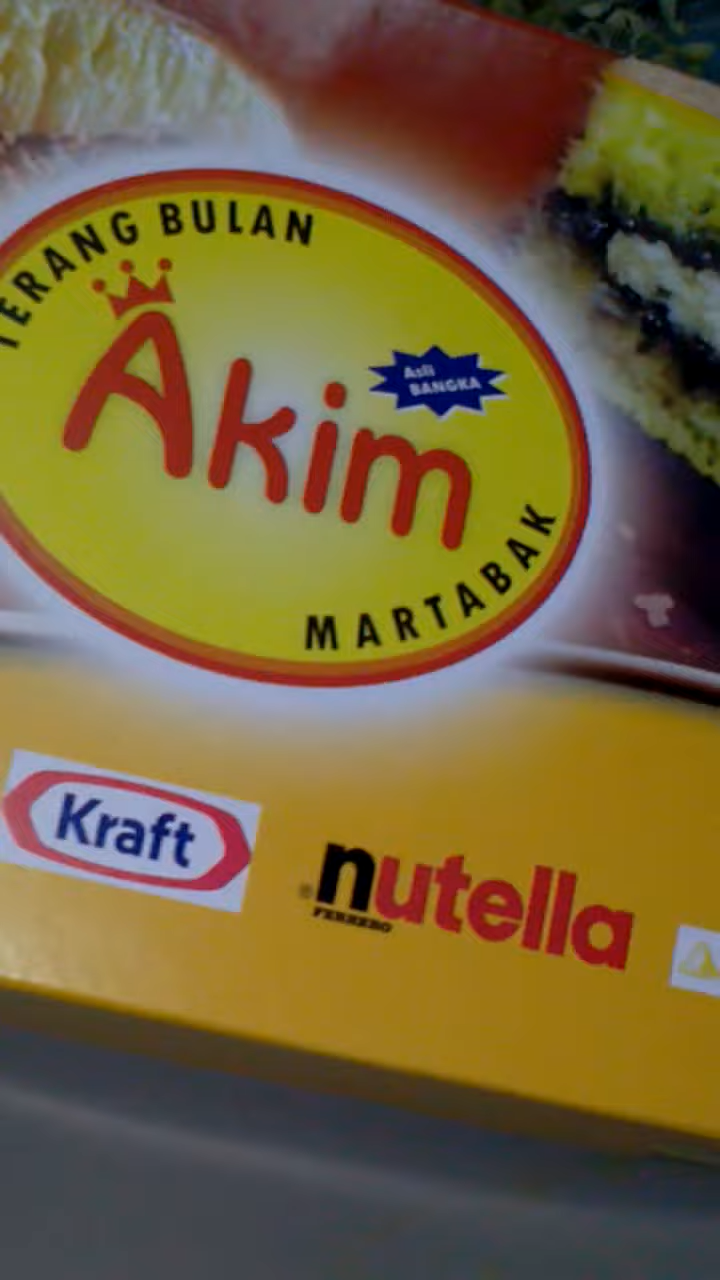 TERANG BULAN
Akim
Asli
BANGKA
MARTABAK
Kraft
nutella
®
FERRERO